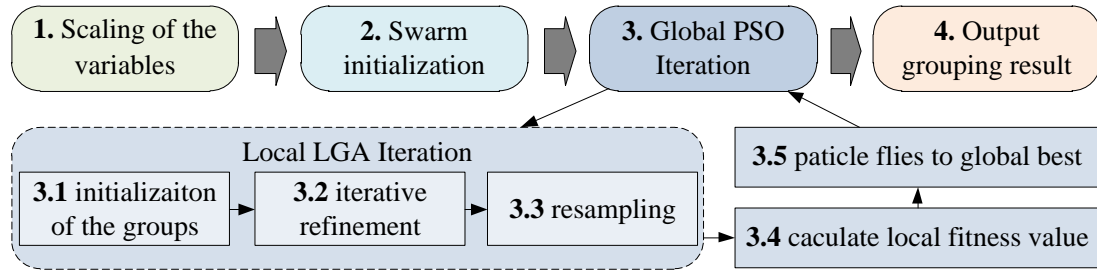 1. Scaling of the
variables
2. Swarm
initialization
3. Global PSO
Iteration
4. Output
grouping result
Local LGA Iteration
3.1 initializaiton
of the groups
3.2 iterative
refinement
3.3 resampling
3.4 caculate local fitness value
3.5 paticle flies to global best